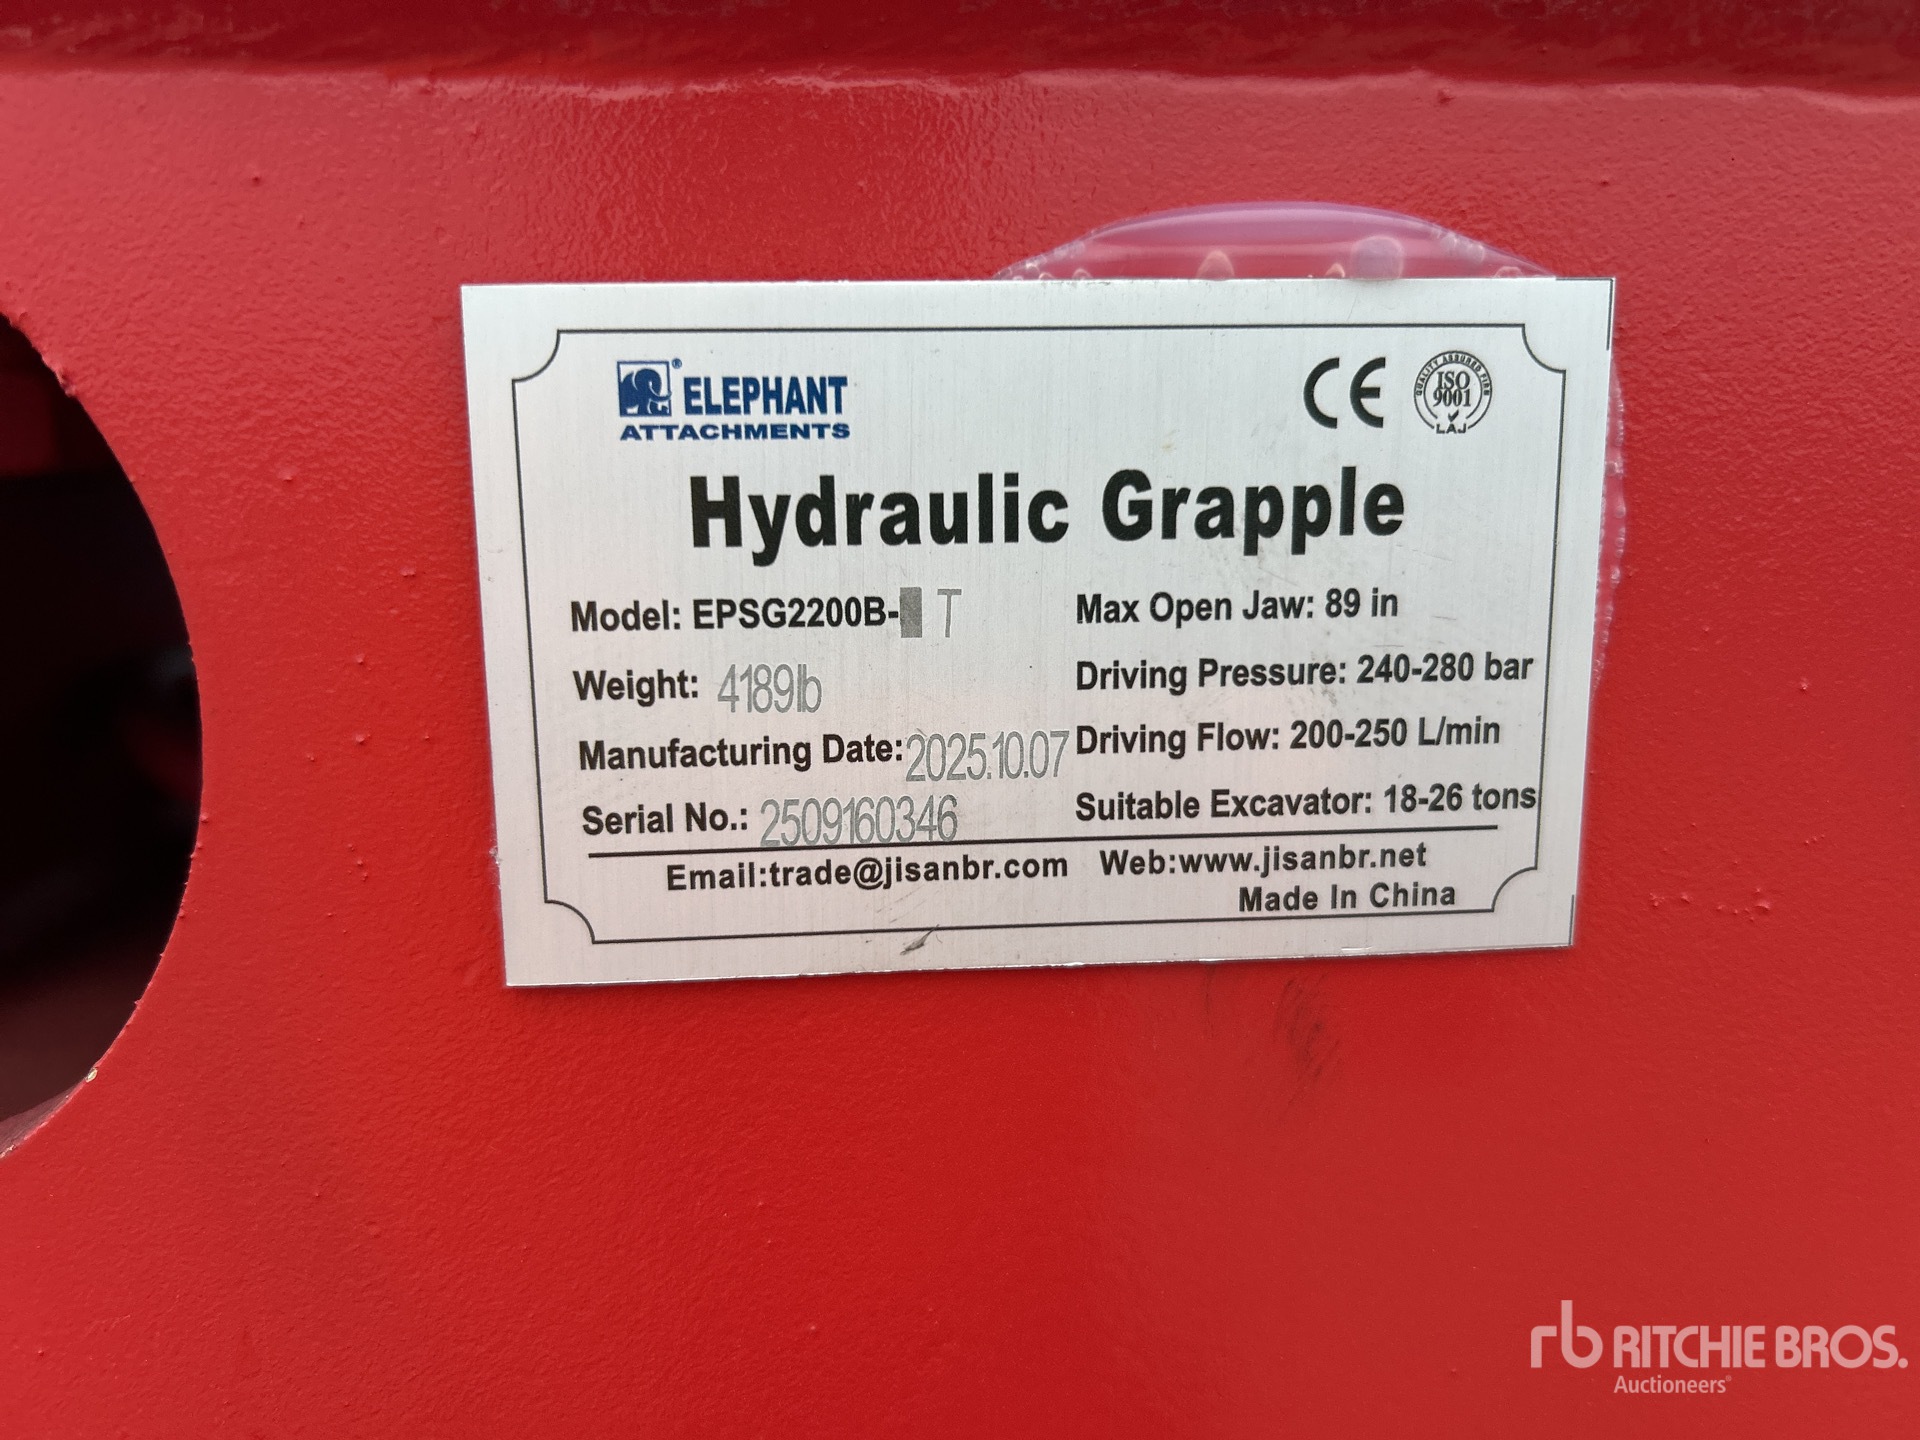 ELEPHANT®
ATTACHMENTS
CE
QUALITY ASSURED FIRM
ISO
9001
LAJ
Hydraulic Grapple
Model: EPSG2200B- T
Max Open Jaw: 89 in
Weight: 4189lb
Driving Pressure: 240-280 bar
Manufacturing Date: 2025.10.07
Driving Flow: 200-250 L/min
Serial No.: 2509160346
Suitable Excavator: 18-26 tons
Email:trade@jisanbr.com Web:www.jisanbr.net
Made In China
rb RITCHIE BROS.
Auctioneers®